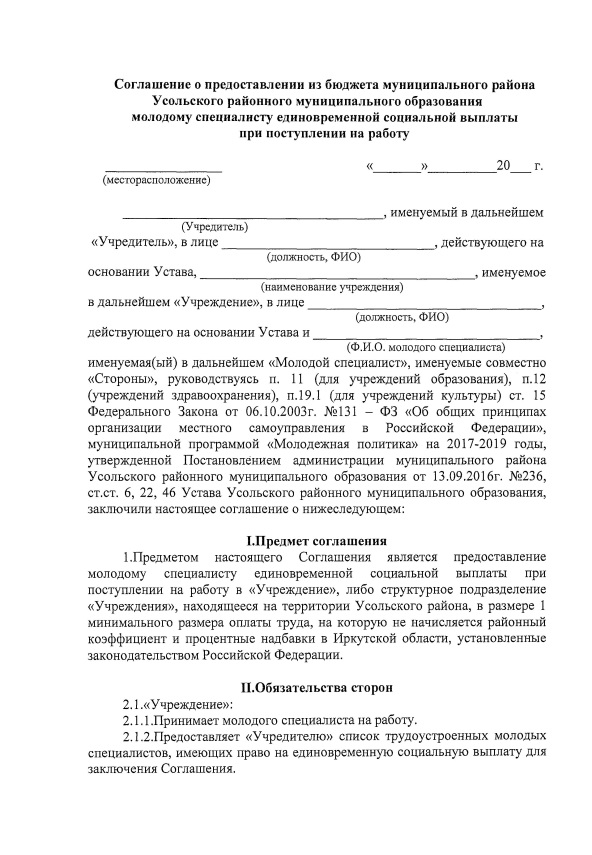 Соглашение о предоставлении из бюджета муниципального района
Усольского районного муниципального образования
молодому специалисту единовременной социальной выплаты
при поступлении на работу
__________________ «_______»___________20___ г.
(месторасположение)
________________________________________, именуемый в дальнейшем
(Учредитель)
«Учредитель», в лице _________________________________, действующего на
(должность, ФИО)
основании Устава, __________________________________________, именуемое
(наименование учреждения)
в дальнейшем «Учреждение», в лице ____________________________________,
(должность, ФИО)
действующего на основании Устава и ___________________________________,
(Ф.И.О. молодого специалиста)
именуемая(ый) в дальнейшем «Молодой специалист», именуемые совместно
«Стороны», руководствуясь п. 11 (для учреждений образования), п.12
(учреждений здравоохранения), п.19.1 (для учреждений культуры) ст. 15
Федерального Закона от 06.10.2003г. №131 – ФЗ «Об общих принципах
организации местного самоуправления в Российской Федерации»,
муниципальной программой «Молодежная политика» на 2017-2019 годы,
утвержденной Постановлением администрации муниципального района
Усольского районного муниципального образования от 13.09.2016г. №236,
ст.ст. 6, 22, 46 Устава Усольского районного муниципального образования,
заключили настоящее соглашение о нижеследующем:
I.Предмет соглашения
1.Предметом настоящего Соглашения является предоставление
молодому специалисту единовременной социальной выплаты при
поступлении на работу в «Учреждение», либо структурное подразделение
«Учреждения», находящееся на территории Усольского района, в размере 1
минимального размера оплаты труда, на которую не начисляется районный
коэффициент и процентные надбавки в Иркутской области, установленные
законодательством Российской Федерации.
II.Обязательства сторон
2.1.«Учреждение»:
2.1.1.Принимает молодого специалиста на работу.
2.1.2.Предоставляет «Учредителю» список трудоустроенных молодых
специалистов, имеющих право на единовременную социальную выплату для
заключения Соглашения.